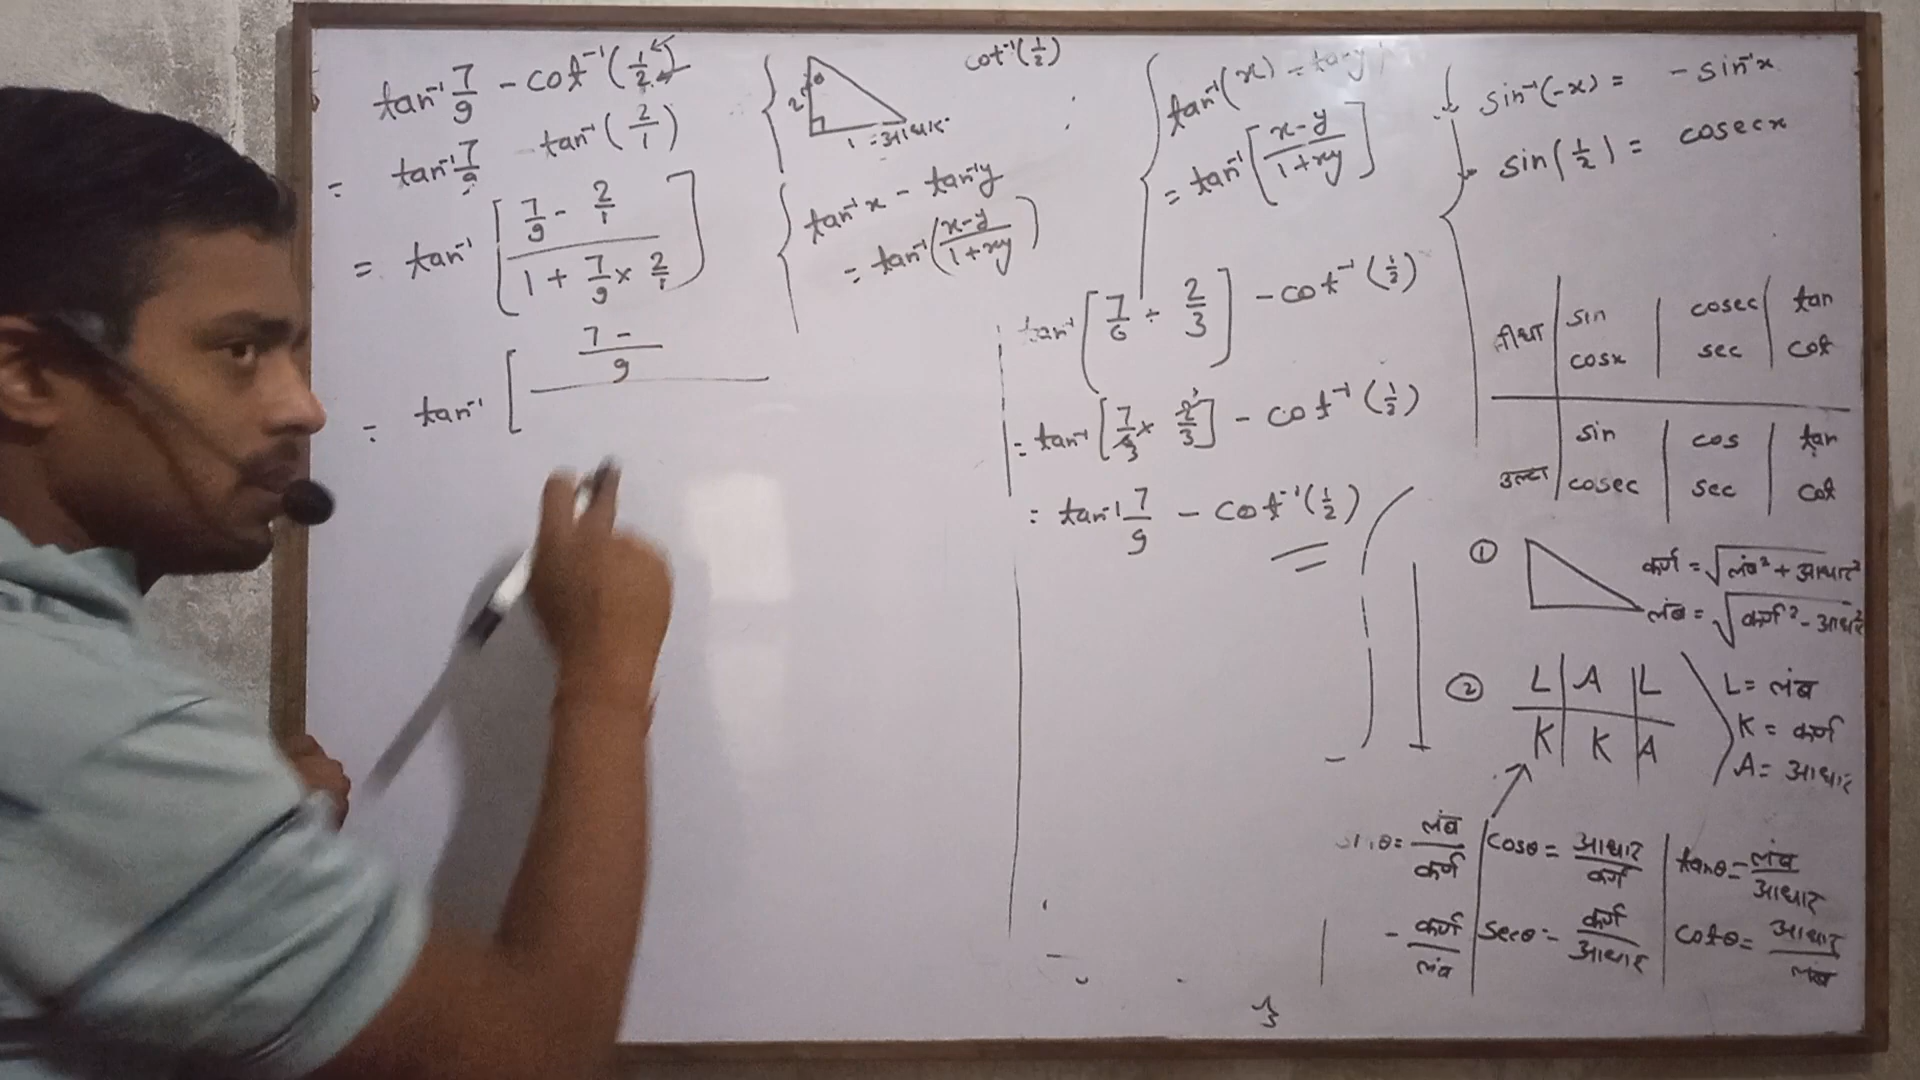 tan⁻¹ 7/9 - cot⁻¹(1/2)
= tan⁻¹ 7/9 - tan⁻¹(2/1)
= tan⁻¹ [(7/9 - 2/1)/(1 + 7/9 × 2/1)]
= tan⁻¹ [ 7 - / 9
θ
2
1 = आधार
cot⁻¹(1/2)
tan⁻¹x - tan⁻¹y
= tan⁻¹((x-y)/(1+xy))
tan⁻¹(x) - tan⁻¹y
= tan⁻¹[(x-y)/(1+xy)]
tan⁻¹[7/6 ÷ 2/3] - cot⁻¹(1/2)
= tan⁻¹[7/3 × 2/3] - cot⁻¹(1/2)
= tan⁻¹ 7/9 - cot⁻¹(1/2)
sin⁻¹(-x) = - sin⁻¹x
sin(1/2) = cosec x
सीधा sin cosec tan
cosx sec cot
sin cos tan
उल्टा cosec sec cot
① कर्ण = √लंब² + आधार²
लंब = √कर्ण² - आधार²
② L A L
K K A
L = लंब
K = कर्ण
A = आधार
θ = लंब/कर्ण cosθ = आधार/कर्ण tanθ = लंब/आधार
- कर्ण/लंब secθ = कर्ण/आधार cotθ = आधार/लंब